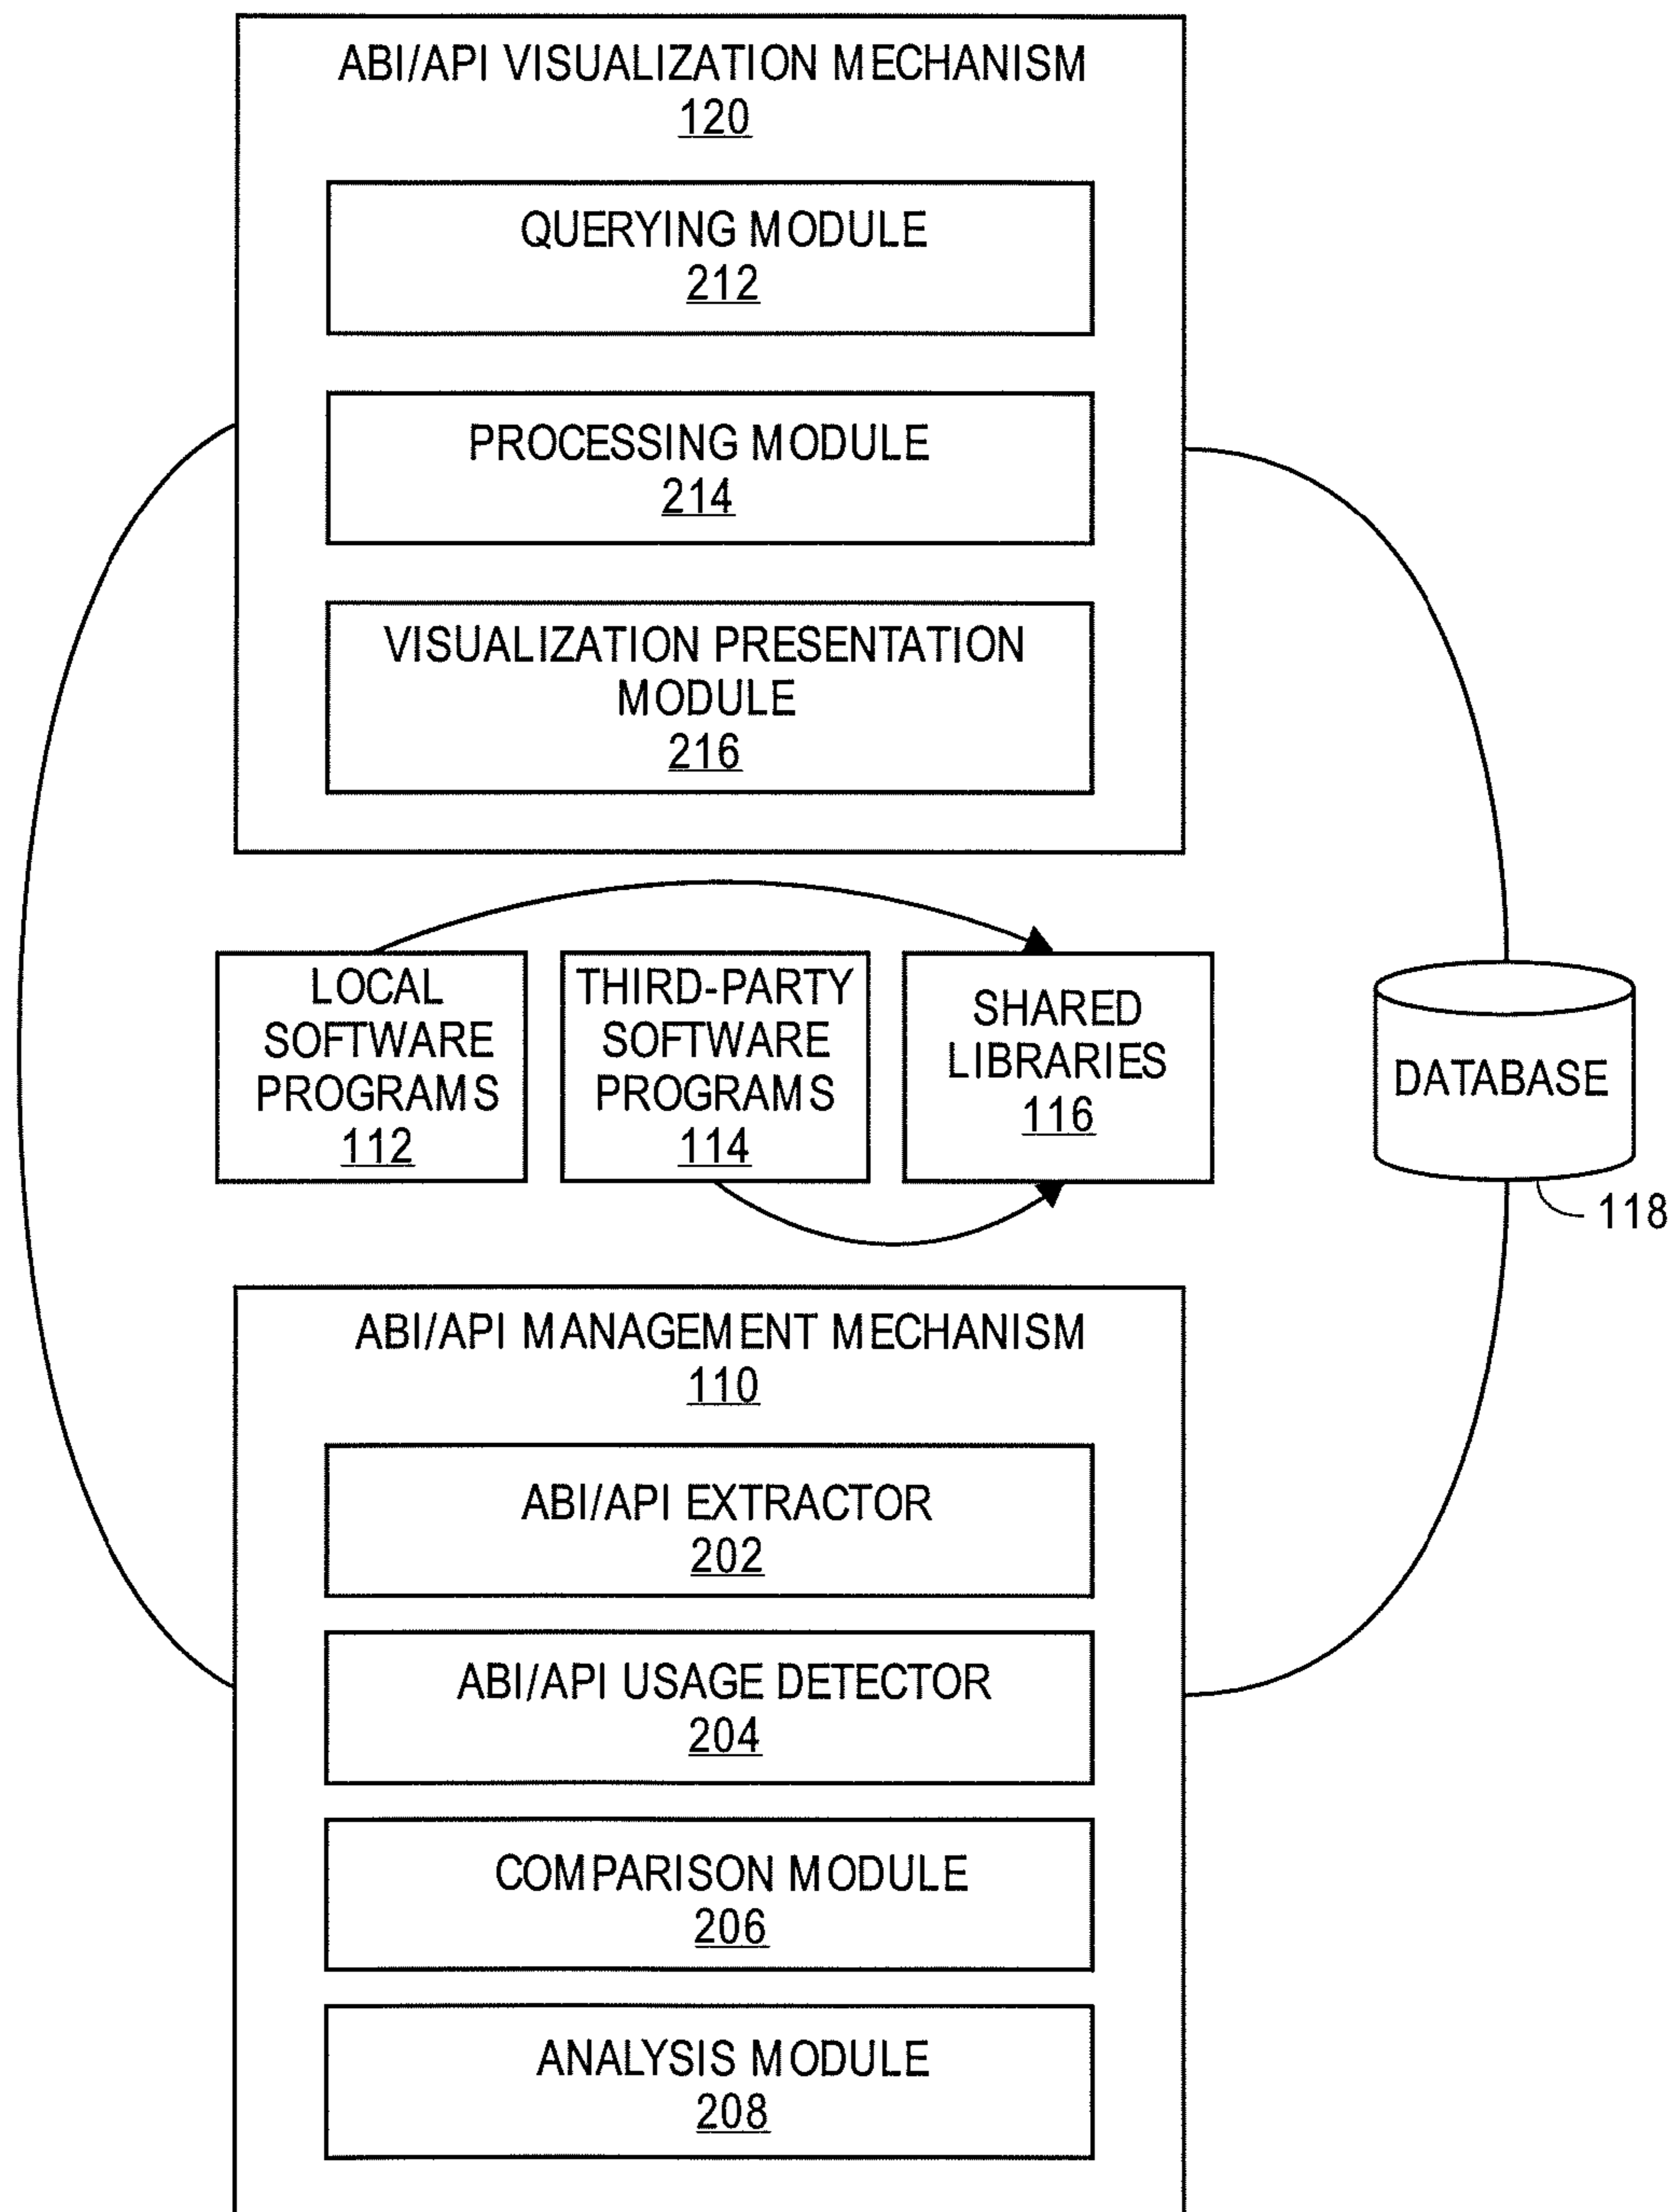 ABI/API VISUALIZATION MECHANISM
120
QUERYING MODULE
212
PROCESSING MODULE
214
VISUALIZATION PRESENTATION
MODULE
216
LOCAL
SOFTWARE
PROGRAMS
112
THIRD-PARTY
SOFTWARE
PROGRAMS
114
SHARED
LIBRARIES
116
DATABASE
118
ABI/API MANAGEMENT MECHANISM
110
ABI/API EXTRACTOR
202
ABI/API USAGE DETECTOR
204
COMPARISON MODULE
206
ANALYSIS MODULE
208